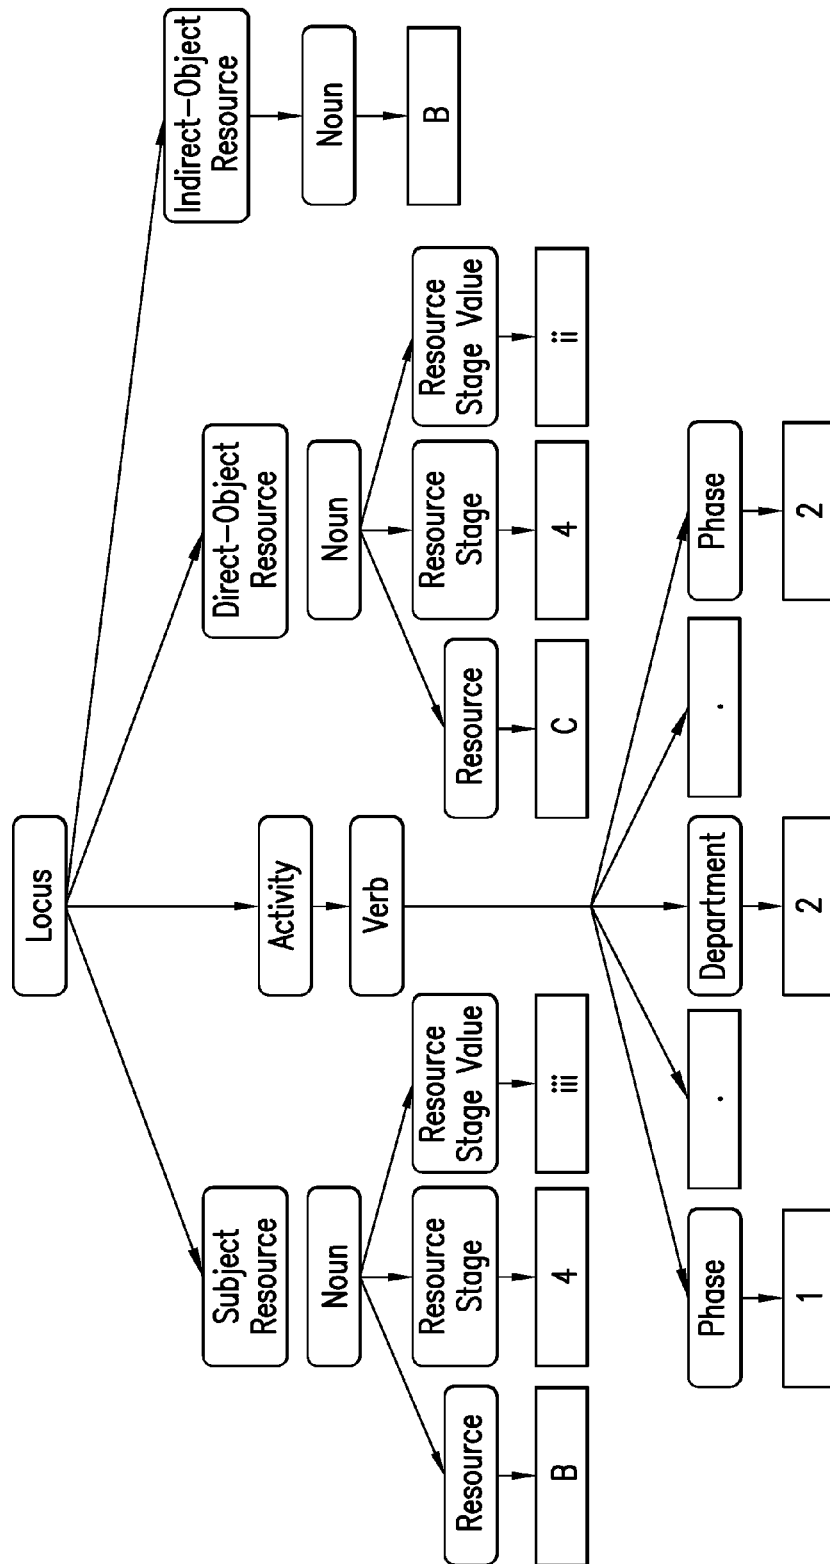 Locus
Indirect-Object
Resource
Subject
Resource
Direct-Object
Resource
Activity
Noun
Noun
Noun
Verb
B
Resource
Resource
Stage
Resource
Stage Value
Resource
Resource
Stage
Resource
Stage Value
B
4
iii
C
4
ii
Phase
.
Department
.
Phase
1
2
2